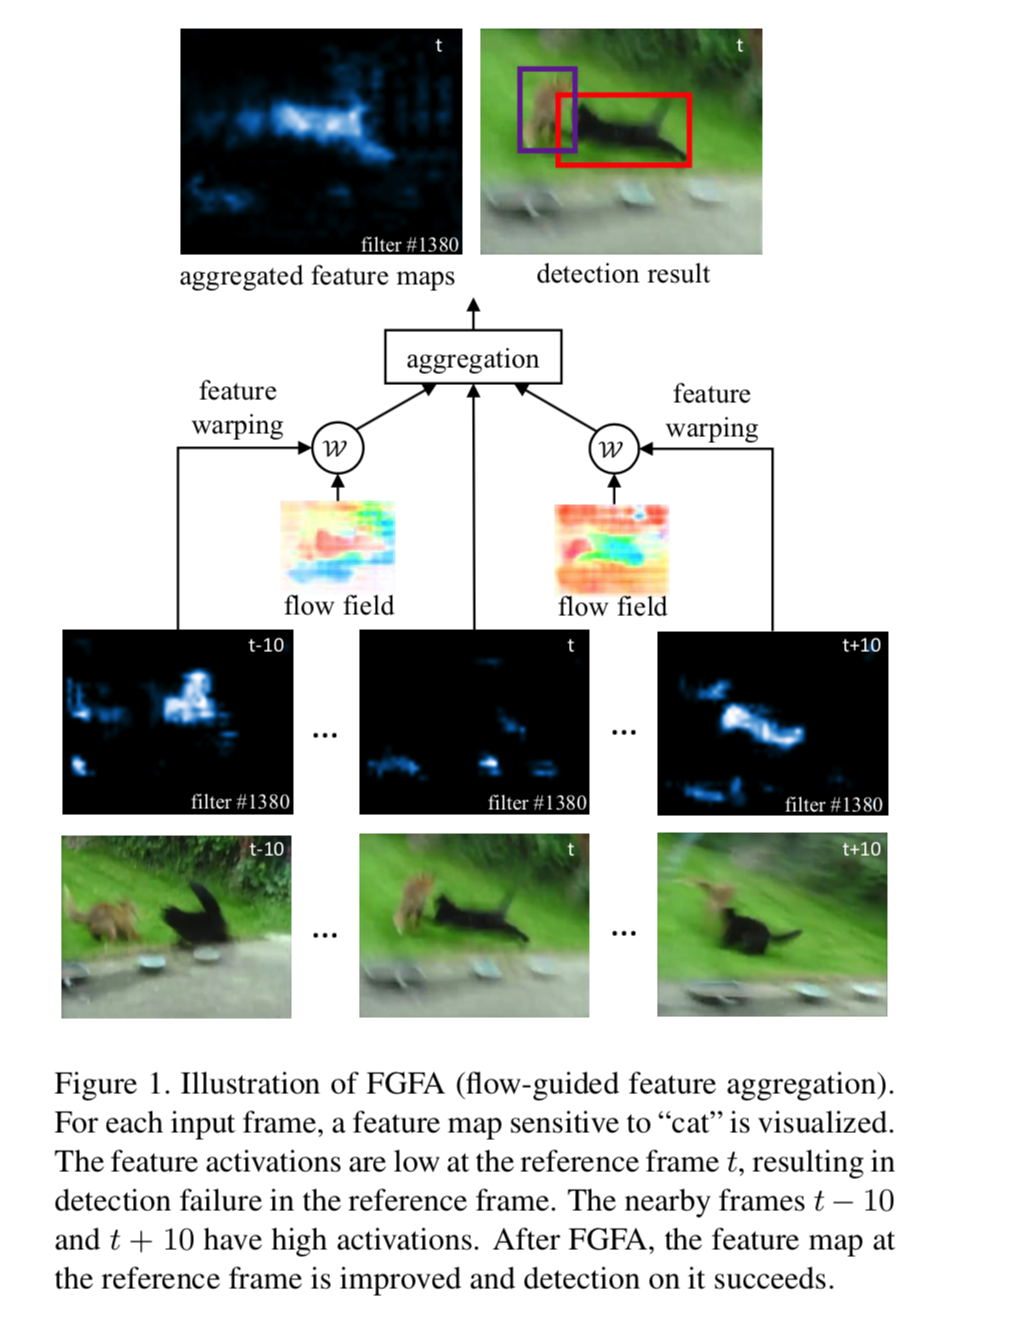 t
t
filter #1380
aggregated feature maps
detection result
aggregation
feature
warping
feature
warping
w
w
flow field
flow field
t-10
t
t+10
...
...
filter #1380
filter #1380
filter #1380
t-10
t
t+10
...
...
Figure 1. Illustration of FGFA (flow-guided feature aggregation).
For each input frame, a feature map sensitive to “cat” is visualized.
The feature activations are low at the reference frame t, resulting in
detection failure in the reference frame. The nearby frames t − 10
and t + 10 have high activations. After FGFA, the feature map at
the reference frame is improved and detection on it succeeds.